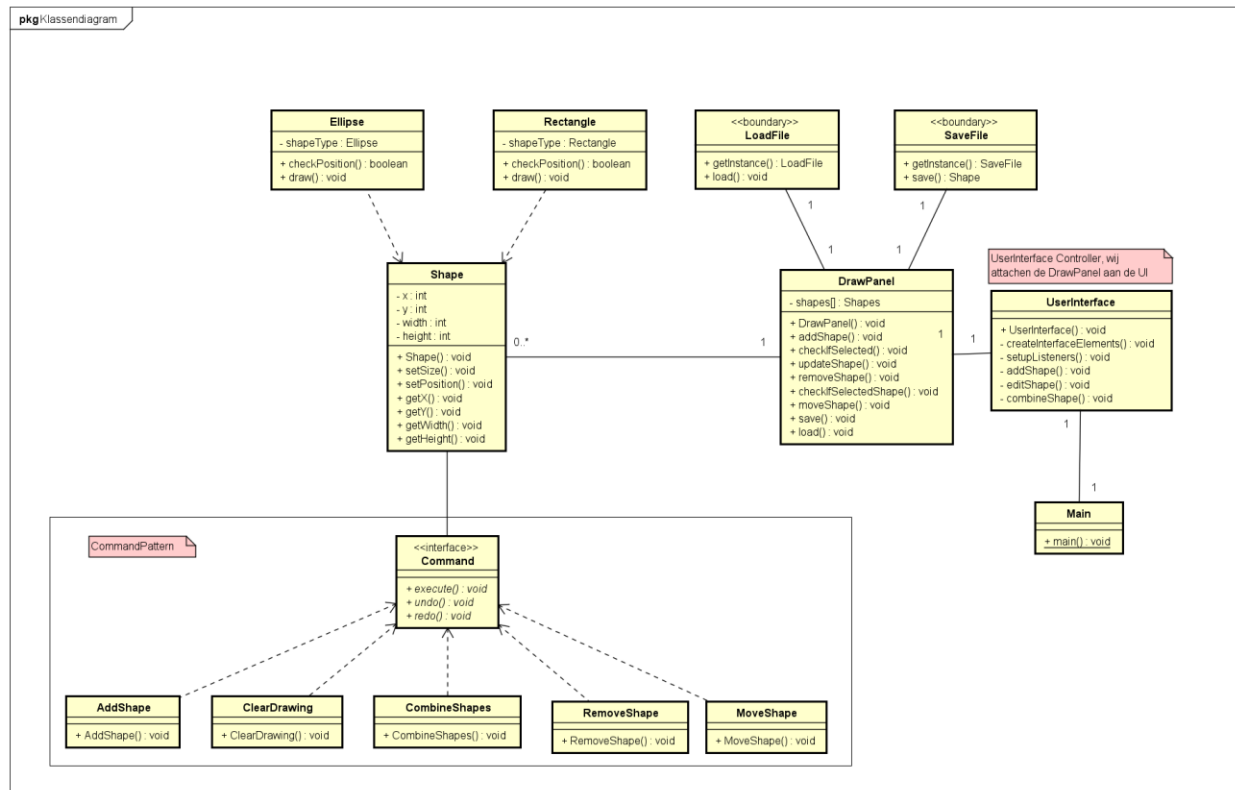 pkg Klassendiagram
Ellipse
- shapeType : Ellipse
+ checkPosition() : boolean
+ draw() : void
Rectangle
- shapeType : Rectangle
+ checkPosition() : boolean
+ draw() : void
<<boundary>>
LoadFile
+ getInstance() : LoadFile
+ load() : void
<<boundary>>
SaveFile
+ getInstance() : SaveFile
+ save() : Shape
1
1
1
1
Shape
- x : int
- y : int
- width : int
- height : int
+ Shape() : void
+ setSize() : void
+ setPosition() : void
+ getX() : void
+ getY() : void
+ getWidth() : void
+ getHeight() : void
0..*
1
DrawPanel
- shapes[] : Shapes
+ DrawPanel() : void
+ addShape() : void
+ checkIfSelected() : void
+ updateShape() : void
+ removeShape() : void
+ checkIfSelectedShape() : void
+ moveShape() : void
+ save() : void
+ load() : void
1
1
UserInterface Controller, wij
attachen de DrawPanel aan de UI
UserInterface
+ UserInterface() : void
- createInterfaceElements() : void
- setupListeners() : void
- addShape() : void
- editShape() : void
- combineShape() : void
1
1
Main
+ main() : void
CommandPattern
<<interface>>
Command
+ execute() : void
+ undo() : void
+ redo() : void
AddShape
+ AddShape() : void
ClearDrawing
+ ClearDrawing() : void
CombineShapes
+ CombineShapes() : void
RemoveShape
+ RemoveShape() : void
MoveShape
+ MoveShape() : void